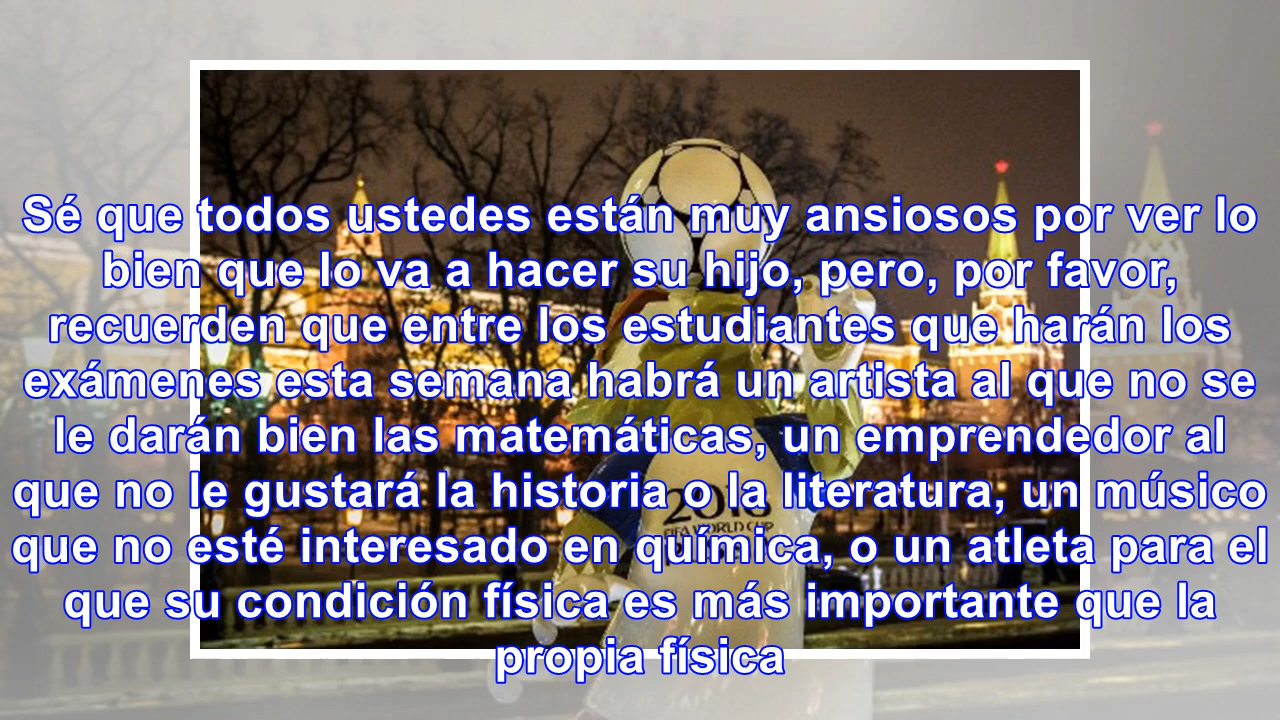 Sé que todos ustedes están muy ansiosos por ver lo
bien que lo va a hacer su hijo, pero, por favor,
recuerden que entre los estudiantes que harán los
exámenes esta semana habrá un artista al que no se
le darán bien las matemáticas, un emprendedor al
que no le gustará la historia o la literatura, un músico
que no esté interesado en química, o un atleta para el
que su condición física es más importante que la
propia física
2018
FIFA WORLD CUP